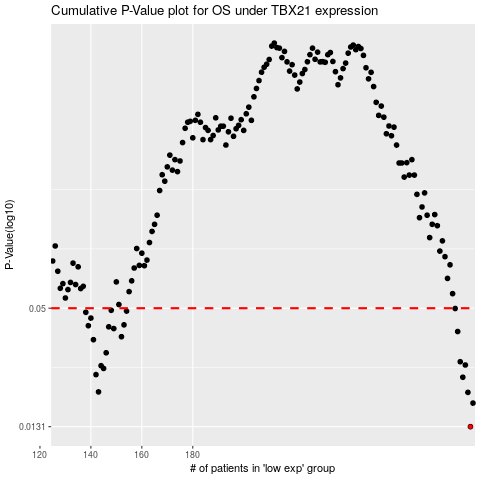 Cumulative P-Value plot for OS under TBX21 expression
P-Value(log10)
0.05
0.0131
120
140
160
180
# of patients in 'low exp' group